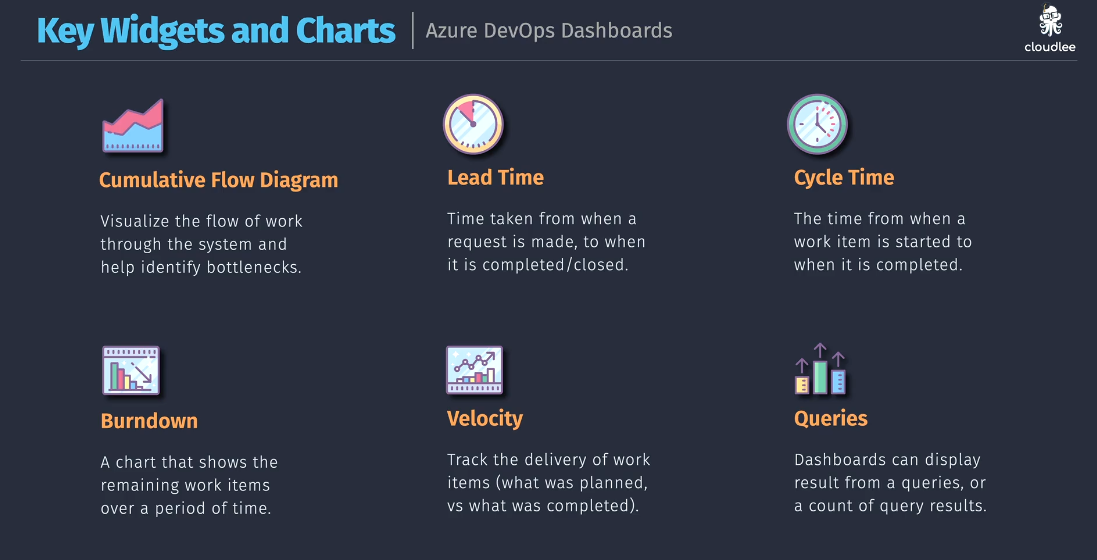 Key Widgets and Charts | Azure DevOps Dashboards
cloudlee
Cumulative Flow Diagram
Visualize the flow of work
through the system and
help identify bottlenecks.
Lead Time
Time taken from when a
request is made, to when
it is completed/closed.
Cycle Time
The time from when a
work item is started to
when it is completed.
Burndown
A chart that shows the
remaining work items
over a period of time.
Velocity
Track the delivery of work
items (what was planned,
vs what was completed).
Queries
Dashboards can display
result from a queries, or
a count of query results.